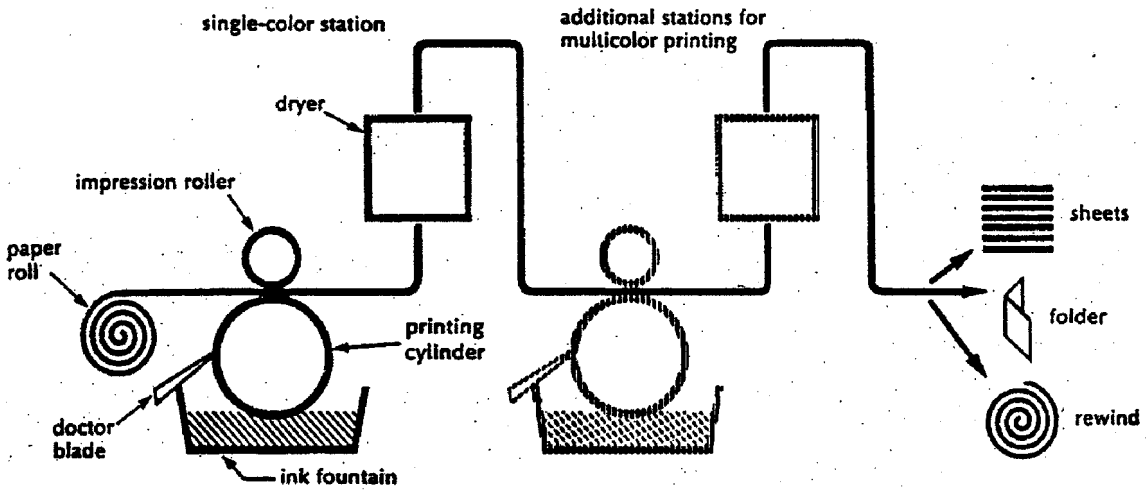 single-color station
additional stations for
multicolor printing
dryer
impression roller
paper
roll
printing
cylinder
doctor
blade
ink fountain
sheets
folder
rewind